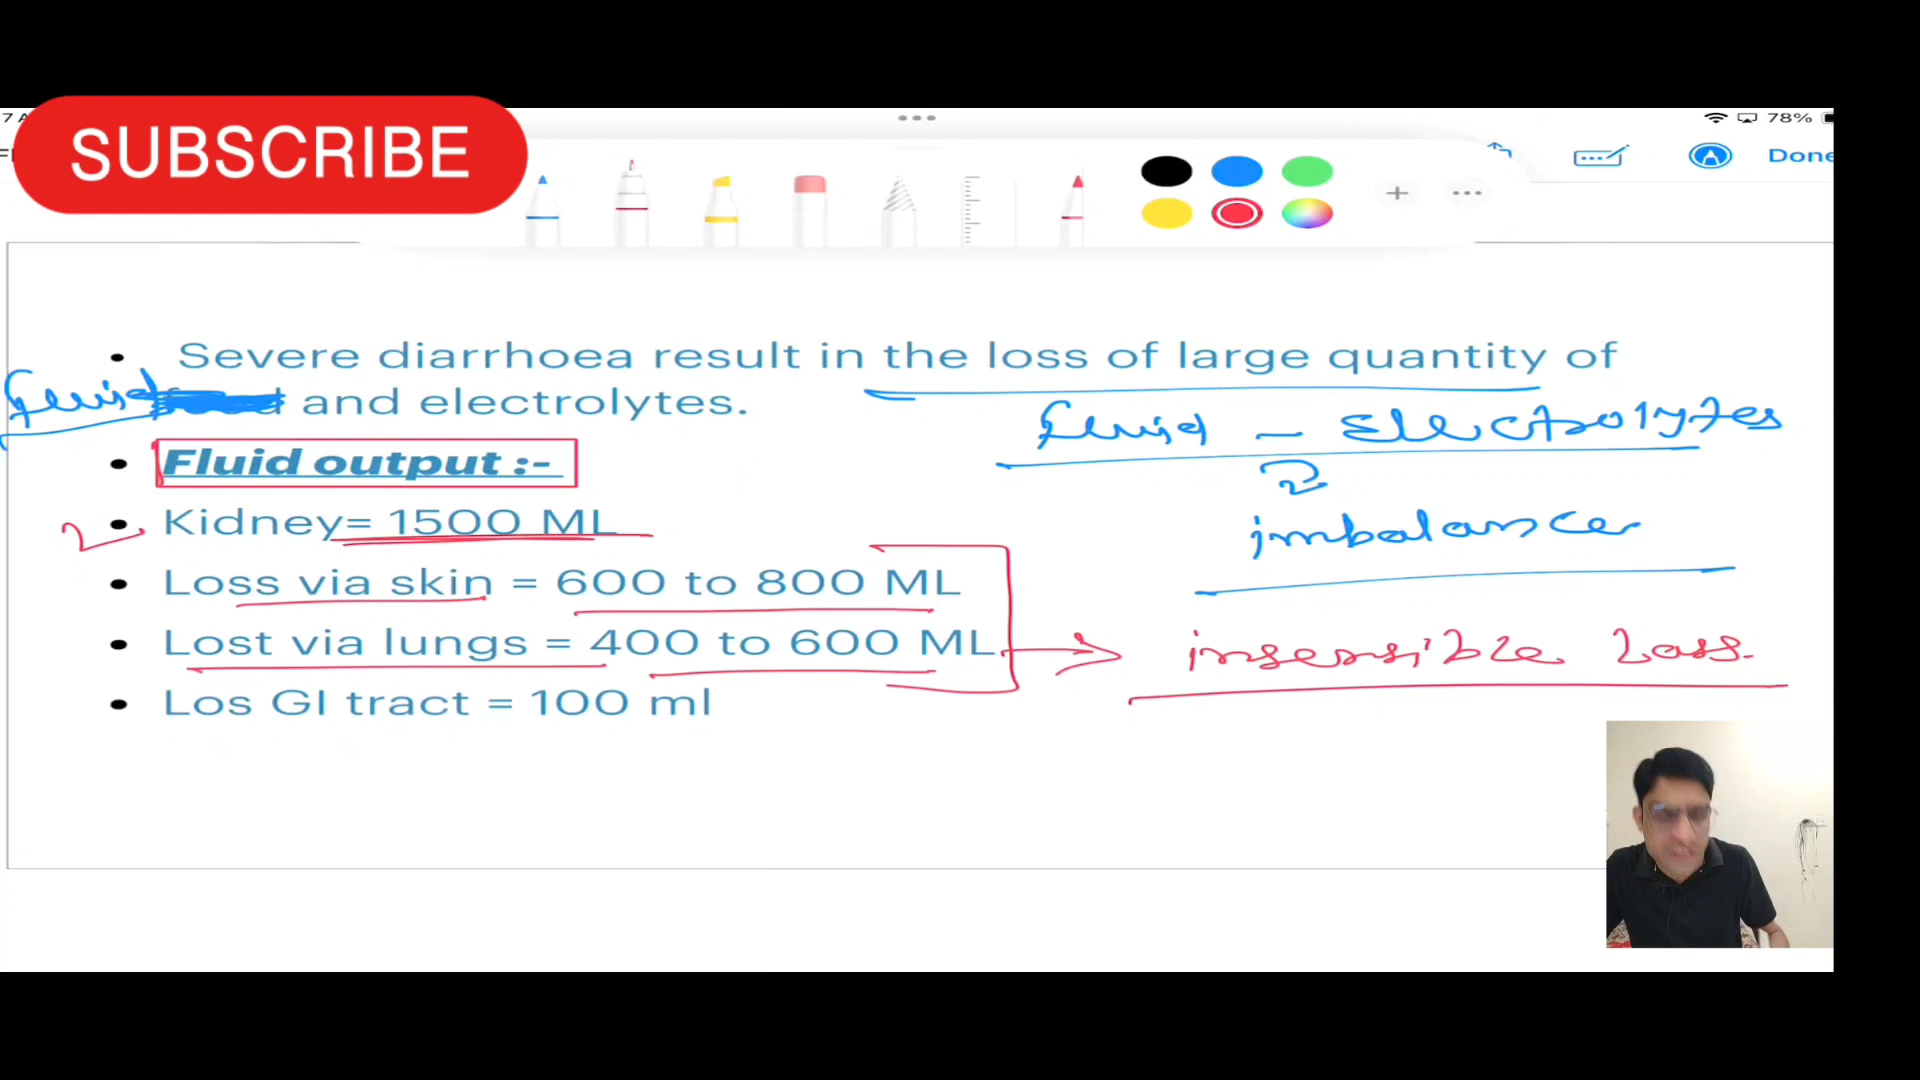 SUBSCRIBE
78%
Done
Severe diarrhoea result in the loss of large quantity of
fluid and electrolytes.
fluid - Electrolytes
Fluid output :-
imbalance
Kidney= 1500 ML
Loss via skin = 600 to 800 ML
Lost via lungs = 400 to 600 ML
insensible Loss.
Los GI tract = 100 ml